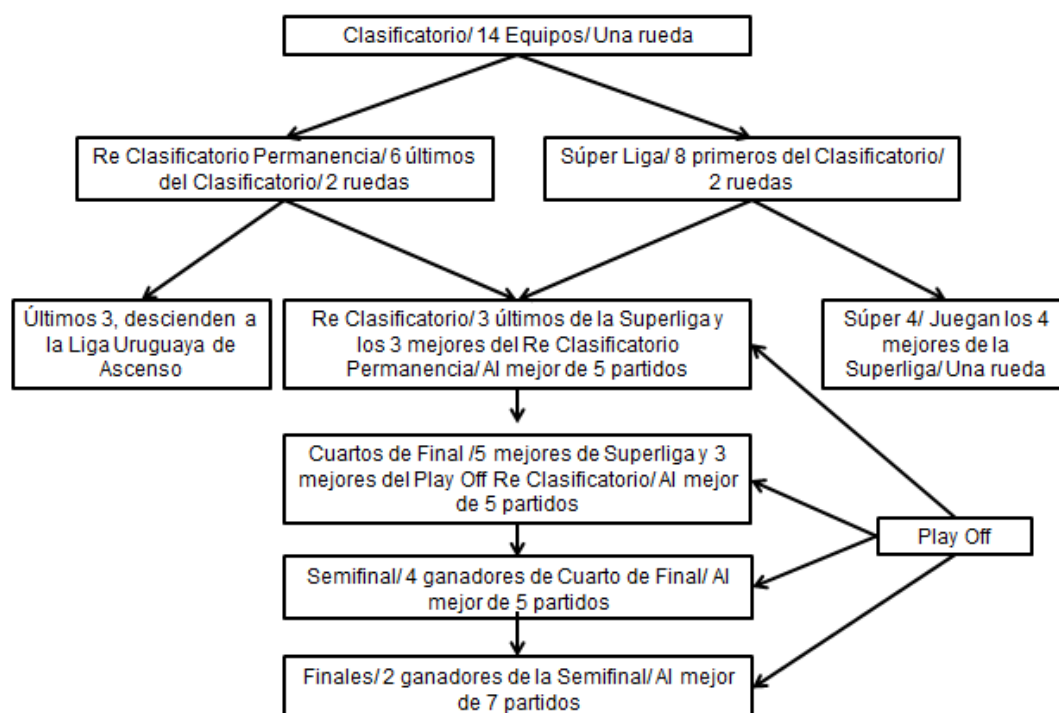 Clasificatorio/ 14 Equipos/ Una rueda
Re Clasificatorio Permanencia/ 6 últimos
del Clasificatorio/ 2 ruedas
Súper Liga/ 8 primeros del Clasificatorio/
2 ruedas
Últimos 3, descienden a
la Liga Uruguaya de
Ascenso
Re Clasificatorio/ 3 últimos de la Superliga y
los 3 mejores del Re Clasificatorio
Permanencia/ Al mejor de 5 partidos
Súper 4/ Juegan los 4
mejores de la
Superliga/ Una rueda
Cuartos de Final /5 mejores de Superliga y 3
mejores del Play Off Re Clasificatorio/ Al mejor
de 5 partidos
Play Off
Semifinal/ 4 ganadores de Cuarto de Final/ Al
mejor de 5 partidos
Finales/ 2 ganadores de la Semifinal/ Al mejor
de 7 partidos